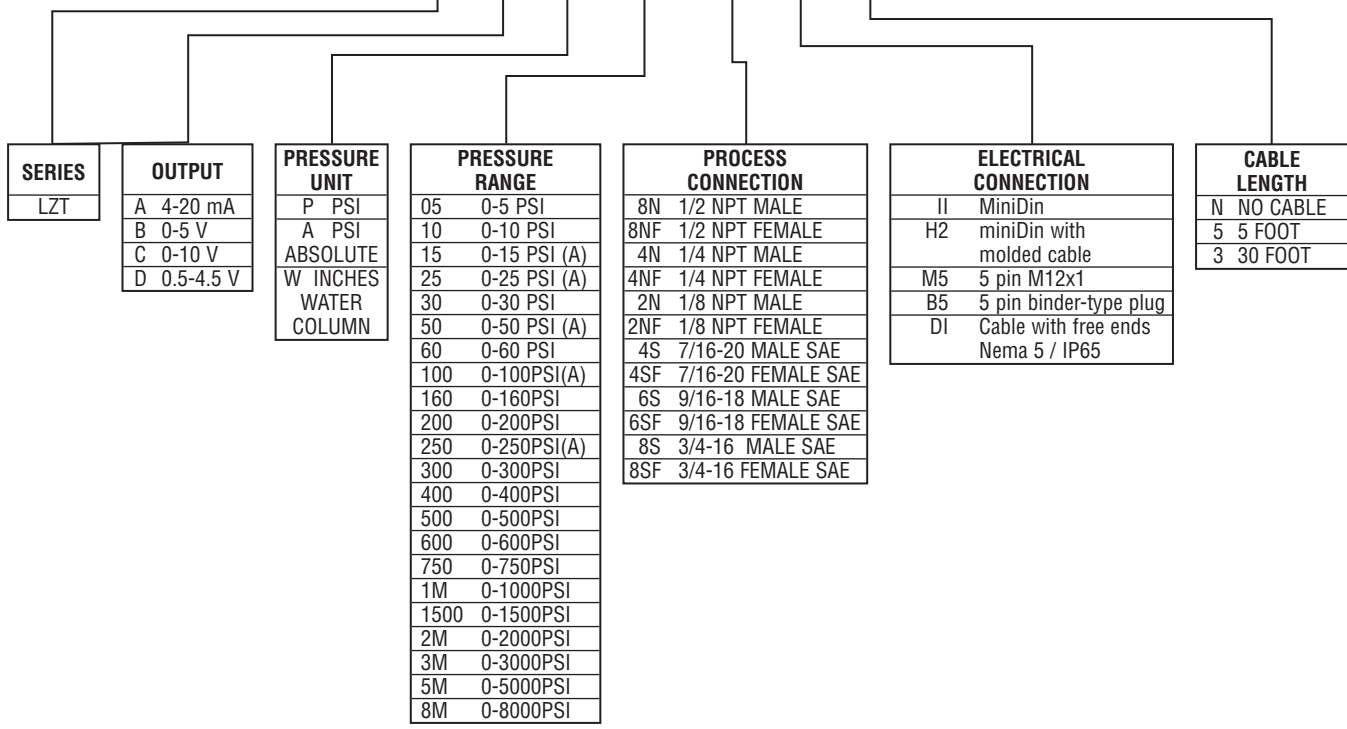 SERIES
LZT
OUTPUT
A 4-20 mA
B 0-5 V
C 0-10 V
D 0.5-4.5 V
PRESSURE
UNIT
P PSI
A PSI
ABSOLUTE
W INCHES
WATER
COLUMN
PRESSURE
RANGE
05 0-5 PSI
10 0-10 PSI
15 0-15 PSI (A)
25 0-25 PSI (A)
30 0-30 PSI
50 0-50 PSI (A)
60 0-60 PSI
100 0-100PSI(A)
160 0-160PSI
200 0-200PSI
250 0-250PSI(A)
300 0-300PSI
400 0-400PSI
500 0-500PSI
600 0-600PSI
750 0-750PSI
1M 0-1000PSI
1500 0-1500PSI
2M 0-2000PSI
3M 0-3000PSI
5M 0-5000PSI
8M 0-8000PSI
PROCESS
CONNECTION
8N 1/2 NPT MALE
8NF 1/2 NPT FEMALE
4N 1/4 NPT MALE
4NF 1/4 NPT FEMALE
2N 1/8 NPT MALE
2NF 1/8 NPT FEMALE
4S 7/16-20 MALE SAE
4SF 7/16-20 FEMALE SAE
6S 9/16-18 MALE SAE
6SF 9/16-18 FEMALE SAE
8S 3/4-16 MALE SAE
8SF 3/4-16 FEMALE SAE
ELECTRICAL
CONNECTION
II MiniDin
H2 miniDin with
molded cable
M5 5 pin M12x1
B5 5 pin binder-type plug
DI Cable with free ends
Nema 5 / IP65
CABLE
LENGTH
N NO CABLE
5 5 FOOT
3 30 FOOT